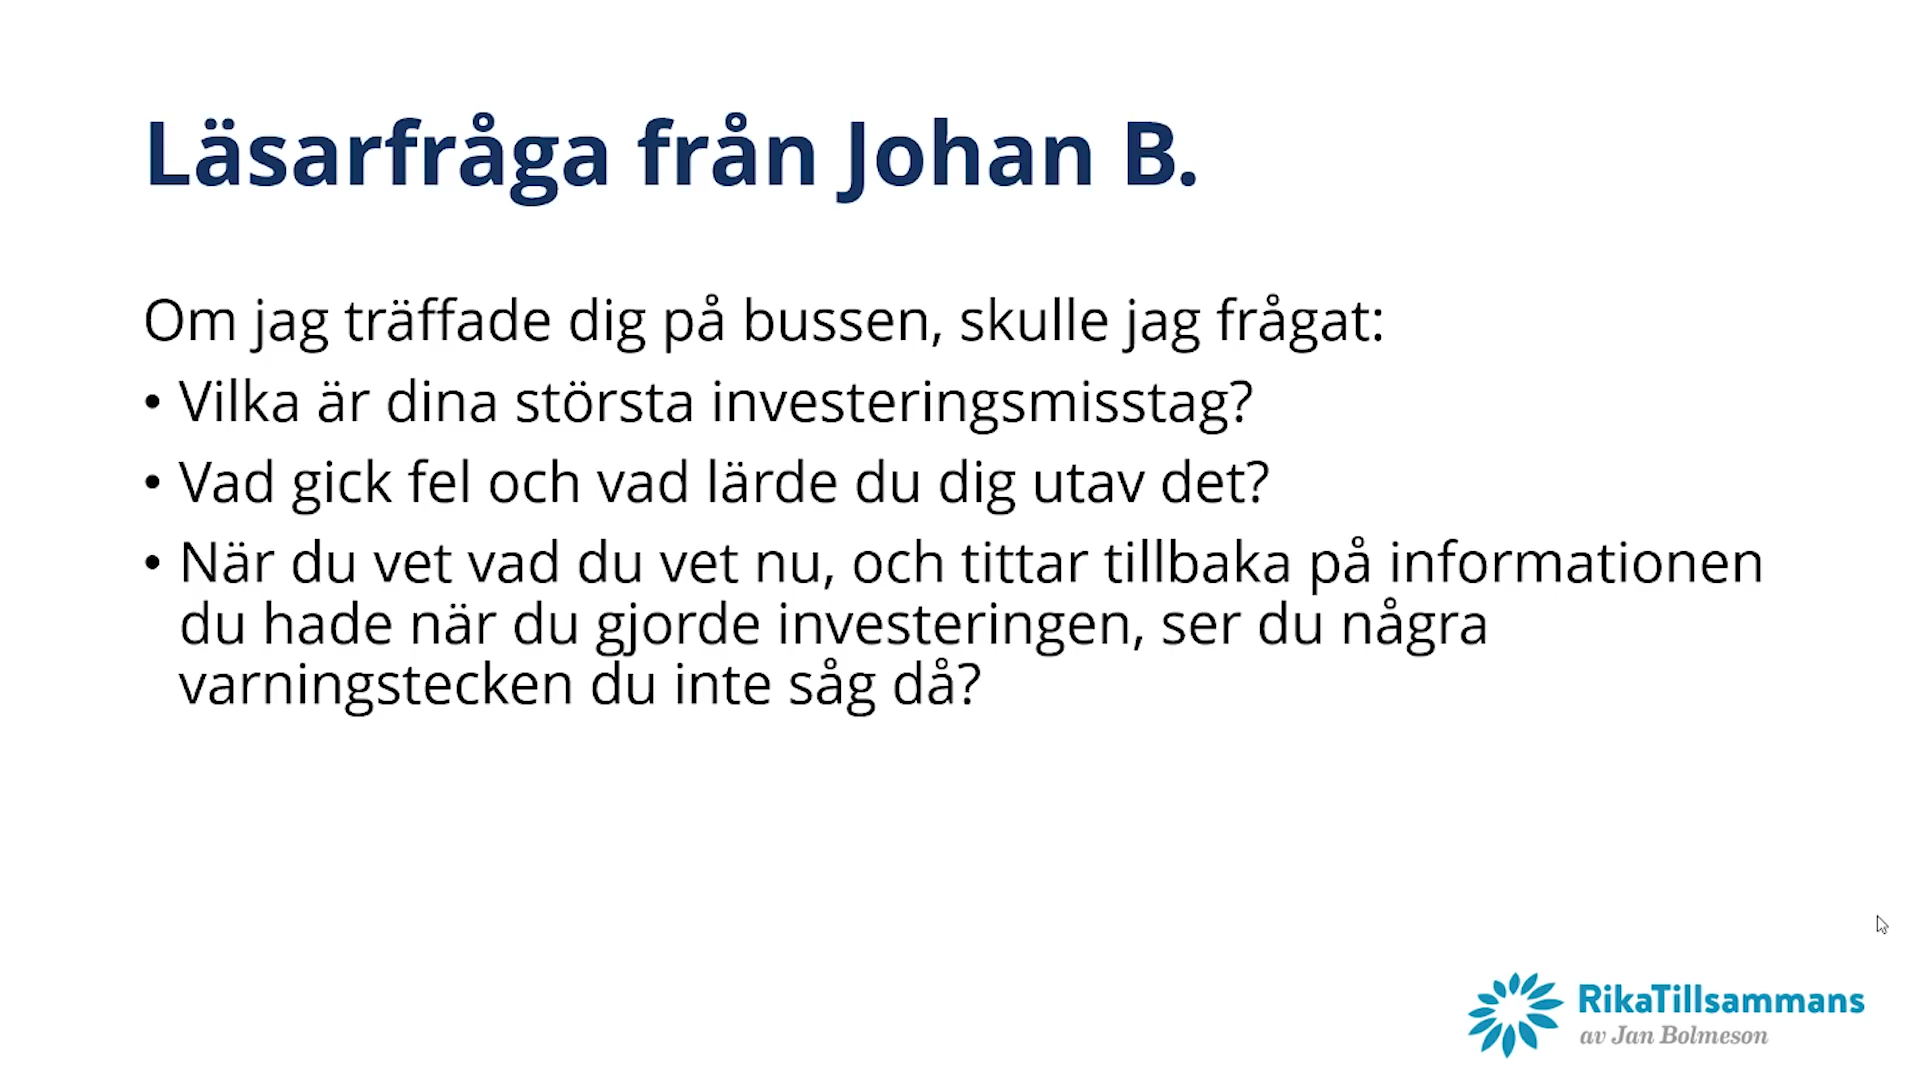 Läsarfråga från Johan B.
Om jag träffade dig på bussen, skulle jag frågat:
• Vilka är dina största investeringsmisstag?
• Vad gick fel och vad lärde du dig utav det?
• När du vet vad du vet nu, och tittar tillbaka på informationen
du hade när du gjorde investeringen, ser du några
varningstecken du inte såg då?
RikaTillsammans
av Jan Bolmeson